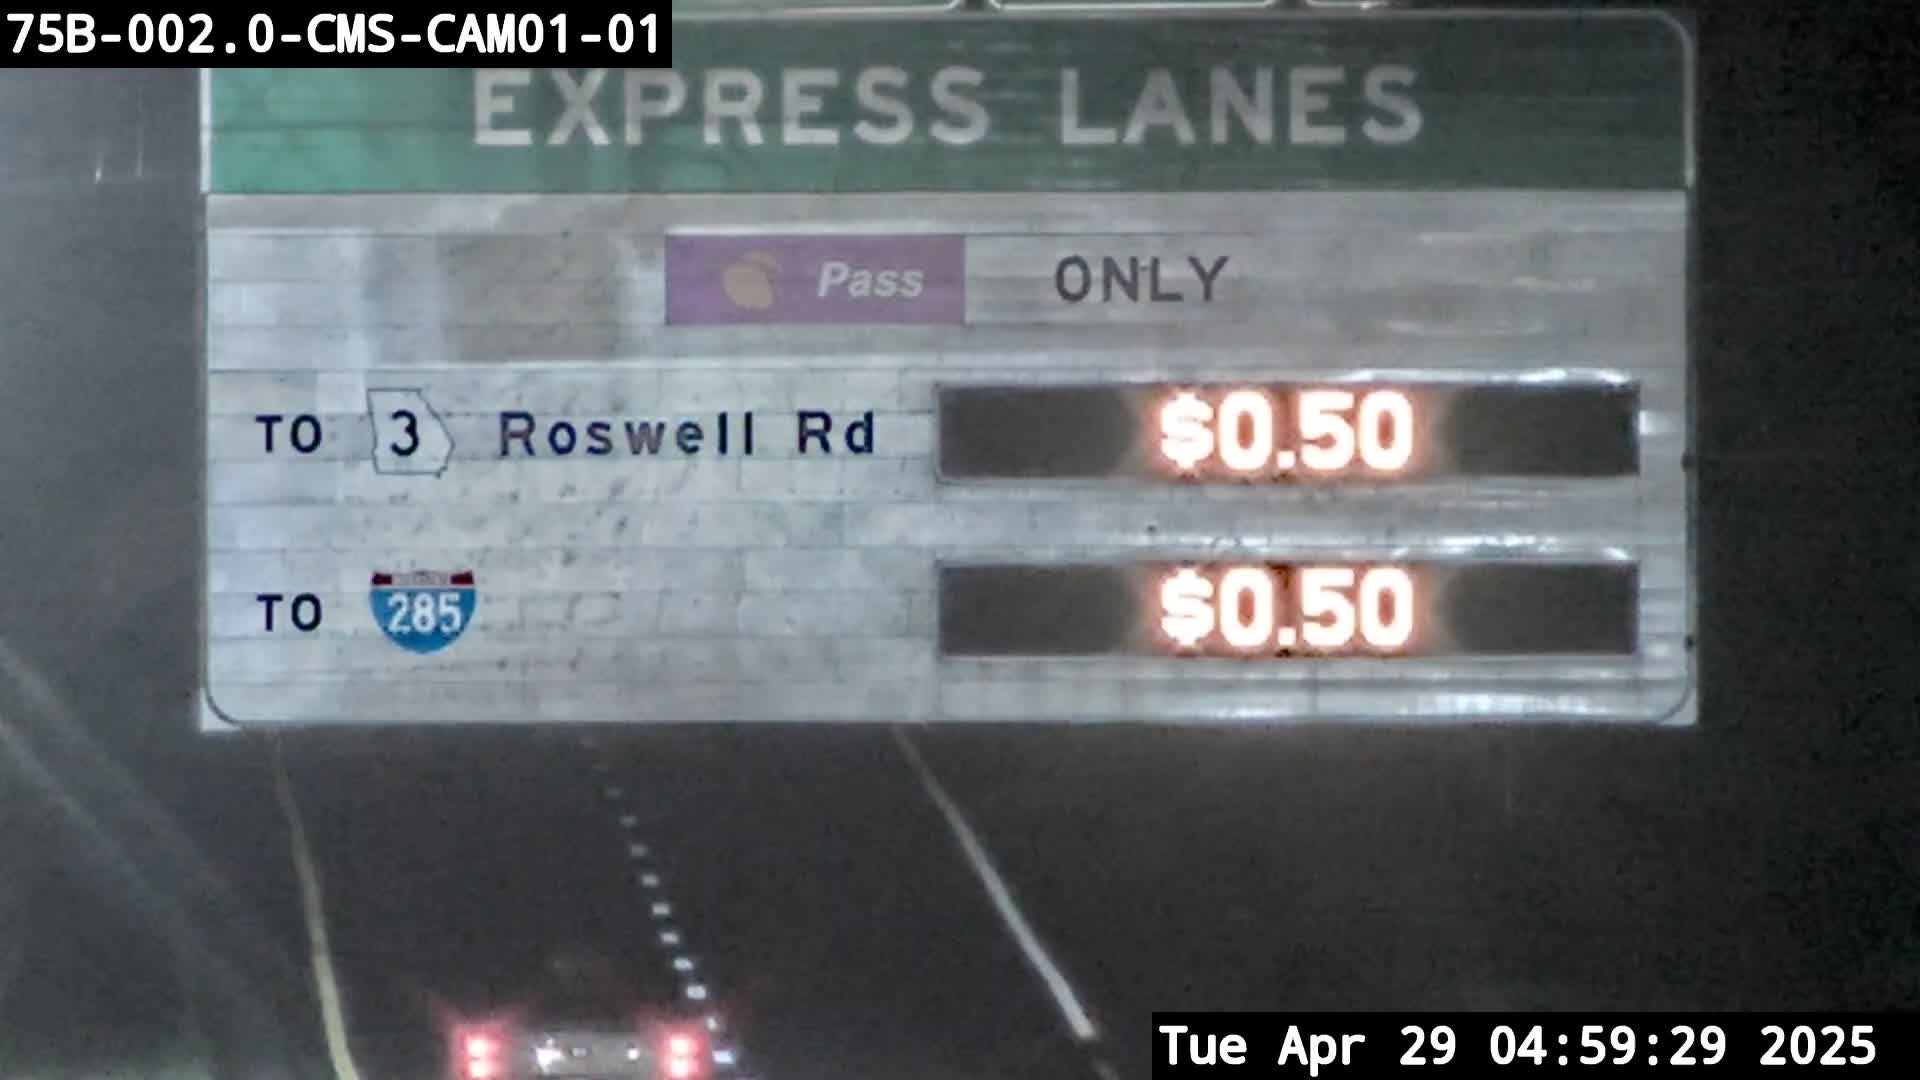 75B-002.0-CMS-CAM01-01
EXPRESS LANES
Pass ONLY
TO 3 Roswell Rd $0.50
TO 285 $0.50
Tue Apr 29 04:59:29 2025